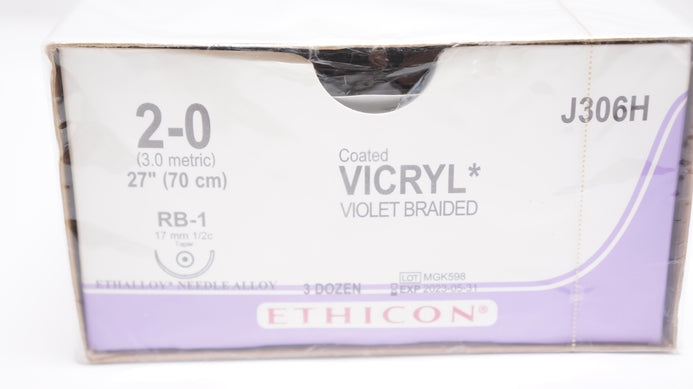 2-0
(3.0 metric)
27" (70 cm)
RB-1
17 mm 1/2c
Taper
ETHALLOY* NEEDLE ALLOY
3 DOZEN
Coated
VICRYL*
VIOLET BRAIDED
J306H
LOT MGK598
EXP 2023-05-31
ETHICON®